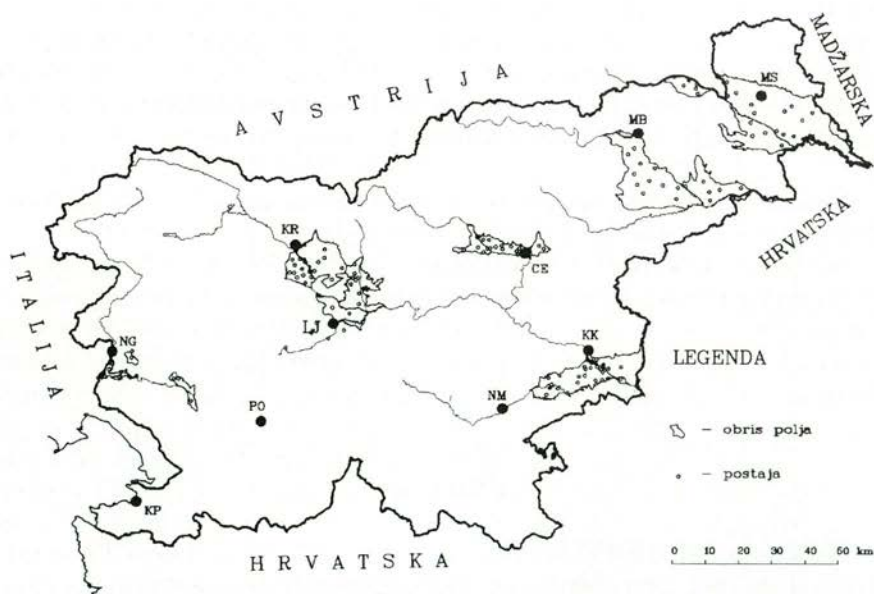 AVSTRIJA
MADŽARSKA
MS
MB
HRVATSKA
KR
CE
ITALIJA
LJ
NG
KK
LEGENDA
PO
NM
– obris polja
– postaja
KP
HRVATSKA
0 10 20 30 40 50 km